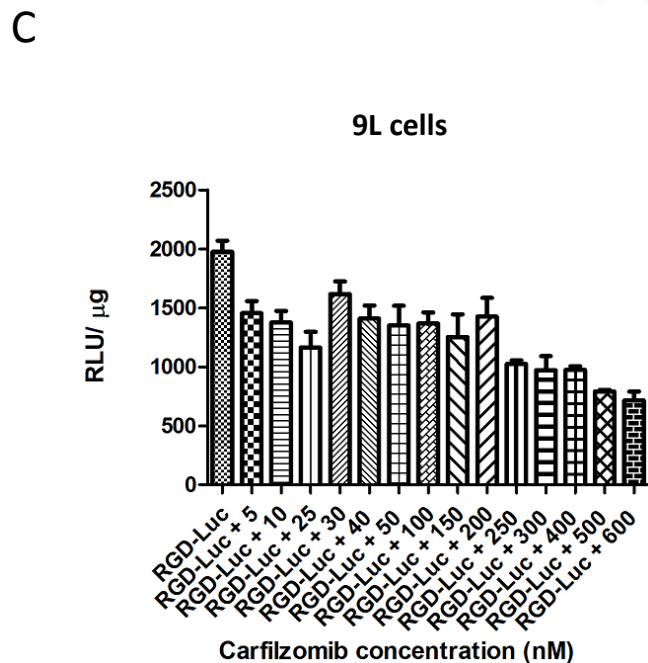 C
9L cells
2500
2000
1500
1000
500
0
RLU/ µg
RGD-Luc
RGD-Luc + 5
RGD-Luc + 10
RGD-Luc + 25
RGD-Luc + 30
RGD-Luc + 40
RGD-Luc + 50
RGD-Luc + 100
RGD-Luc + 150
RGD-Luc + 200
RGD-Luc + 250
RGD-Luc + 300
RGD-Luc + 400
RGD-Luc + 500
RGD-Luc + 600
Carfilzomib concentration (nM)